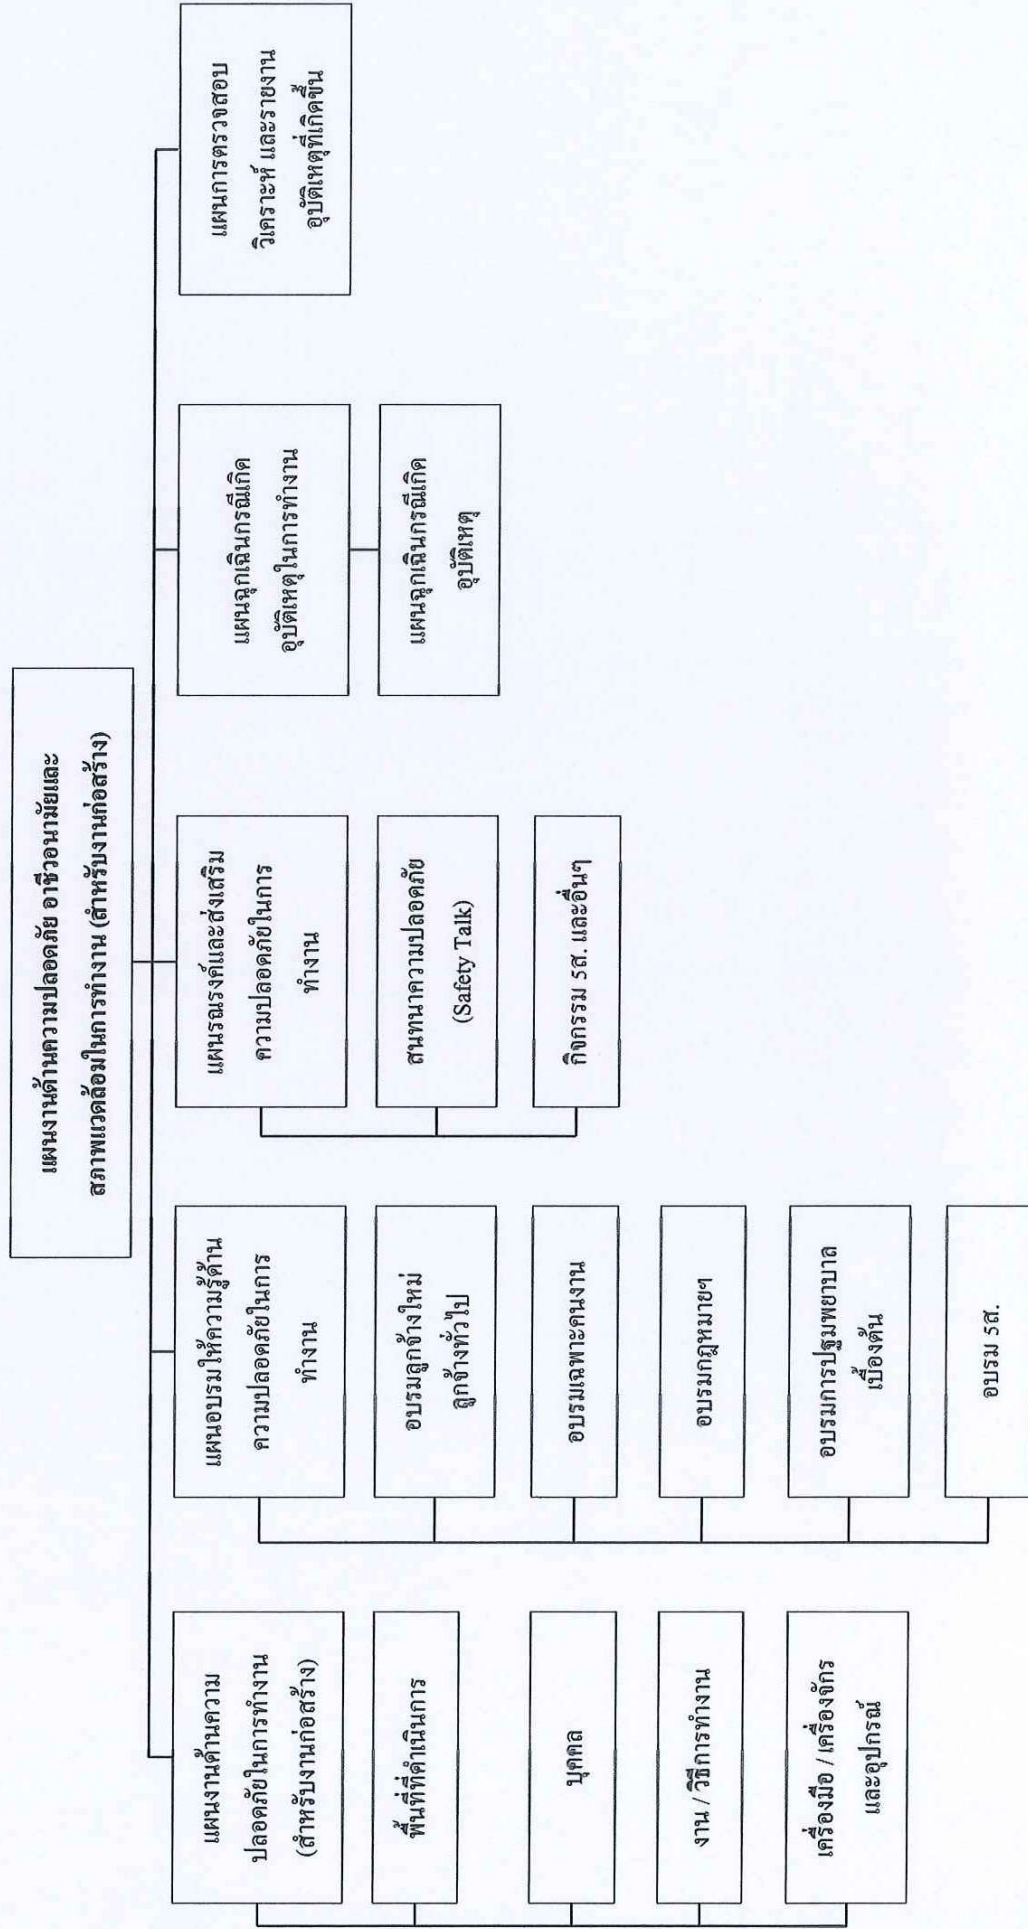 แผนงานด้านความปลอดภัย อาชีวอนามัยและ
สภาพแวดล้อมในการทำงาน (สำหรับงานก่อสร้าง)
แผนงานด้านความ
ปลอดภัยในการทำงาน
(สำหรับงานก่อสร้าง)
พื้นที่ที่ดำเนินการ
บุคคล
งาน / วิธีการทำงาน
เครื่องมือ / เครื่องจักร
และอุปกรณ์
แผนอบรมให้ความรู้ด้าน
ความปลอดภัยในการ
ทำงาน
อบรมลูกจ้างใหม่
ลูกจ้างทั่วไป
อบรมเฉพาะคนงาน
อบรมกฎหมายฯ
อบรมการปฐมพยาบาล
เบื้องต้น
อบรม 5ส.
แผนรณรงค์และส่งเสริม
ความปลอดภัยในการ
ทำงาน
สนทนาความปลอดภัย
(Safety Talk)
กิจกรรม 5ส. และอื่นๆ
แผนฉุกเฉินกรณีเกิด
อุบัติเหตุในการทำงาน
แผนฉุกเฉินกรณีเกิด
อุบัติเหตุ
แผนการตรวจสอบ
วิเคราะห์ และรายงาน
อุบัติเหตุที่เกิดขึ้น